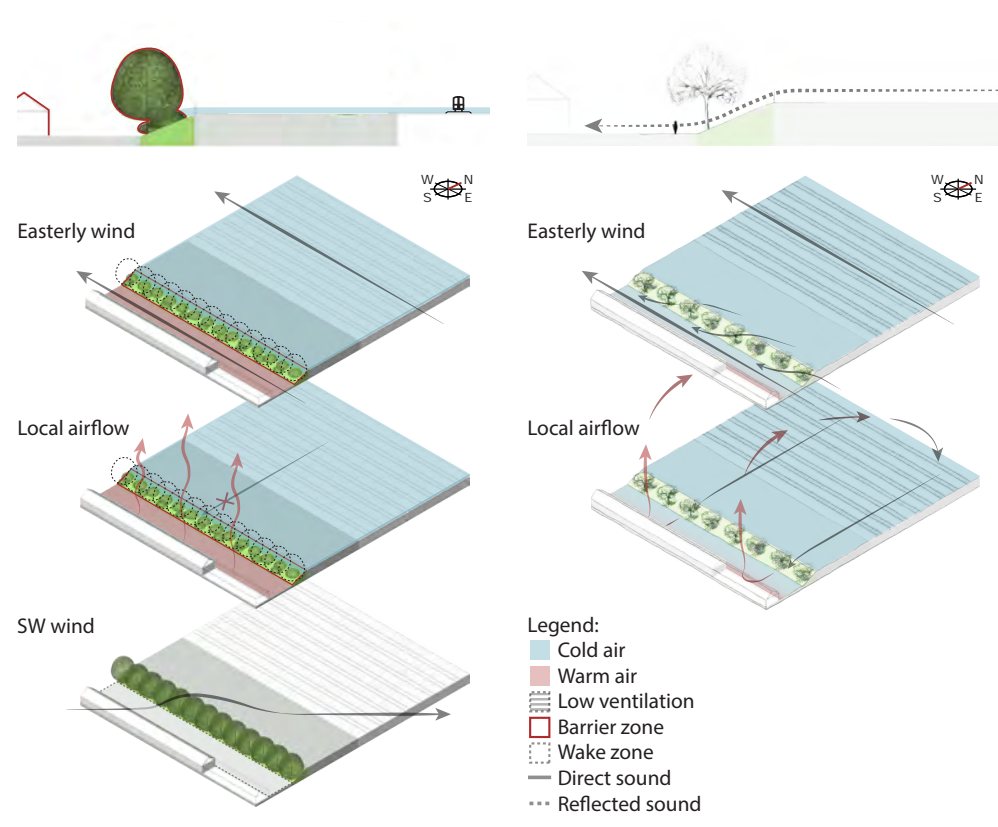 W N
S E
W N
S E
Easterly wind
Easterly wind
Local airflow
Local airflow
SW wind
Legend:
Cold air
Warm air
Low ventilation
Barrier zone
Wake zone
Direct sound
Reflected sound